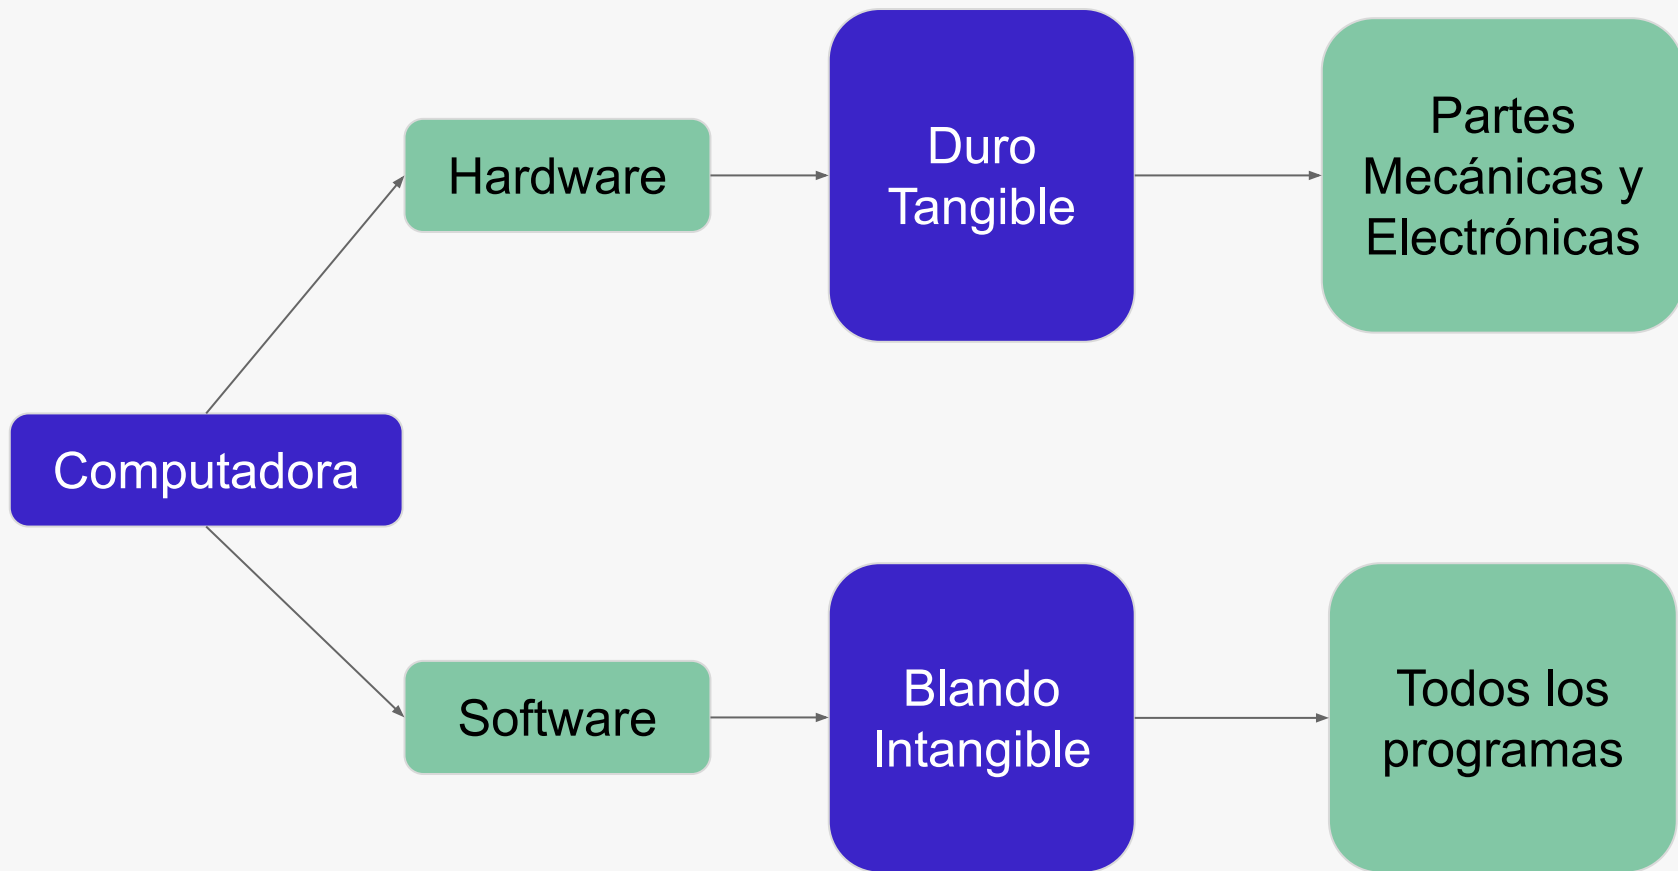 Computadora
Hardware
Duro
Tangible
Partes
Mecánicas y
Electrónicas
Software
Blando
Intangible
Todos los
programas